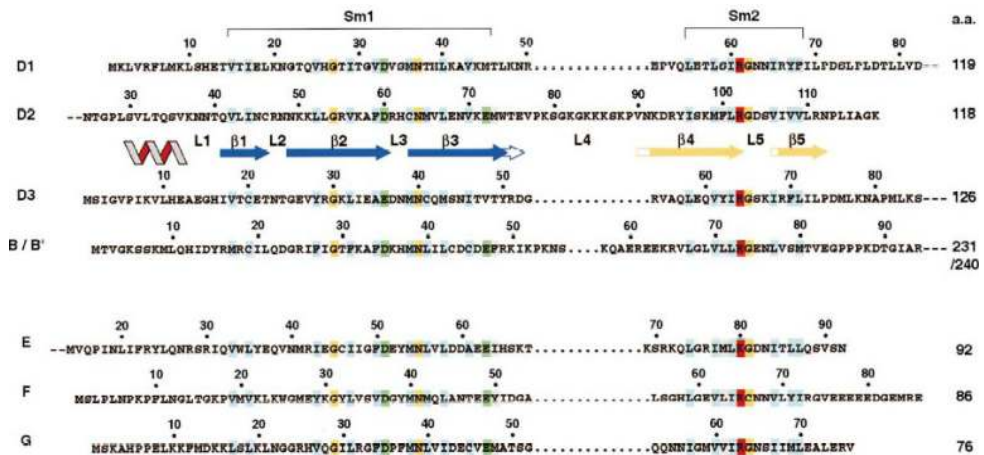 Sm1 Sm2 a.a.
10 20 30 40 50 60 70 80
D1 MKLVRFLMKLSHETVTIELKNGTQVHGTITGVDVSMNTHLKAVKMTLKNR..............EPVQLETLSIRGNNIRYFILPDSLPLDTLLVD --- 119
30 40 50 60 70 80 90 100 110
D2 --NTGPLSVLTQSVKNNTQVLINCRNNKKLLGRVKAFDRHCNMVLENVKEMWTEVPKSGKGKKKSKPVNKDRYISKMFLRGDSVIVVLRNPLIAGK 118
L1 β1 L2 β2 L3 β3 L4 β4 L5 β5
10 20 30 40 50 60 70 80
D3 MSIGVPIKVLHEAEGHIVTCETNTGEVYRGKLIEAEDNMNCQMSNITVTYRDG..............RVAQLEQVYIRGSKIRFLILPDMLKNAPMLKS--- 126
10 20 30 40 50 60 70 80 90
B / B' MTVGKSSKMLQHIDYRMRCILQDGRIFIGTFKAFDKHMNLILCDCDEFRKIKPKNS....KQAEREEKRVLGLVLLRGENLVSMTVEGPPPKDTGIAR--- 231
/240
20 30 40 50 60 70 80 90
E --MVQPINLIFRYLQNRSRIQVWLYEQVNMRIEGCIIGFDEYMNLVLDDAEEIHSKT..............KSRKQLGRIMLKGDNITLLQSVSN 92
10 20 30 40 50 60 70 80
F MSLPLNPKPFLNGLTGKPVMVKLKWGMEYKGYLVSVDGYMNMQLANTEEYIDGA..............LSGHLGEVLIRCNNVLYIRGVEEEEEDGEMRE 86
10 20 30 40 50 60 70
G MSKAHPPELKKFMDKKLSLKLNGGRHVQGILRGFDPFMNLVIDECVEMATSG..............QQNNIGMVVIRGNSIIMLEALERV 76